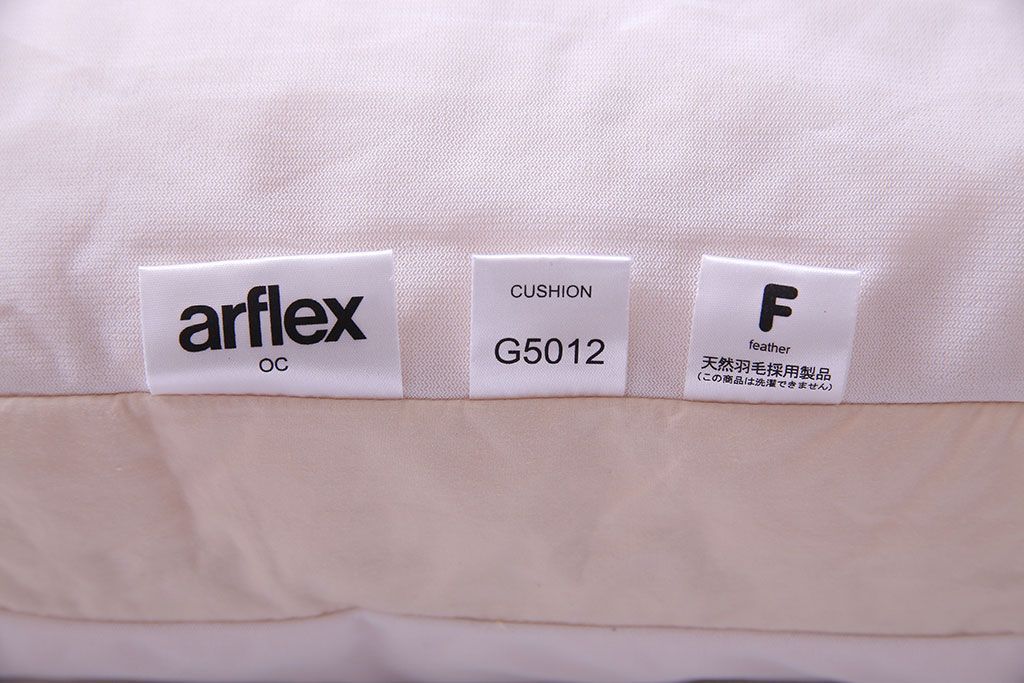 arflex
OC
CUSHION
G5012
F
feather
天然羽毛採用製品
(この商品は洗濯できません)